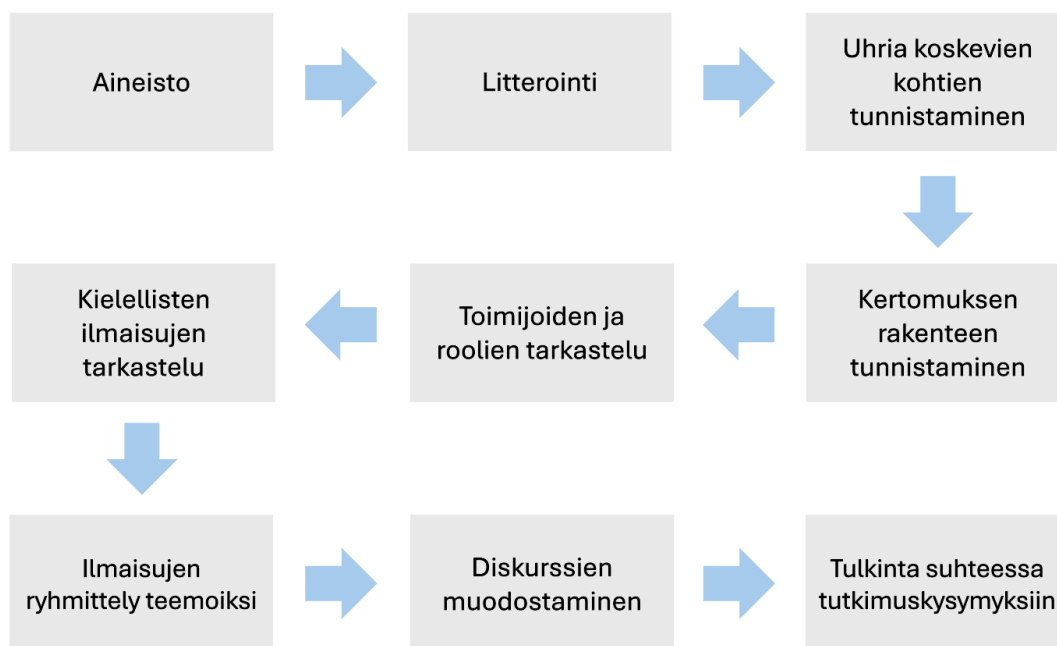 Aineisto
Litterointi
Uhria koskevien
kohtien
tunnistaminen
Kertomuksen
rakenteen
tunnistaminen
Toimijoiden ja
roolien tarkastelu
Kielellisten
ilmaisujen
tarkastelu
Ilmaisujen
ryhmittely teemoiksi
Diskurssien
muodostaminen
Tulkinta suhteessa
tutkimuskysymyksiin